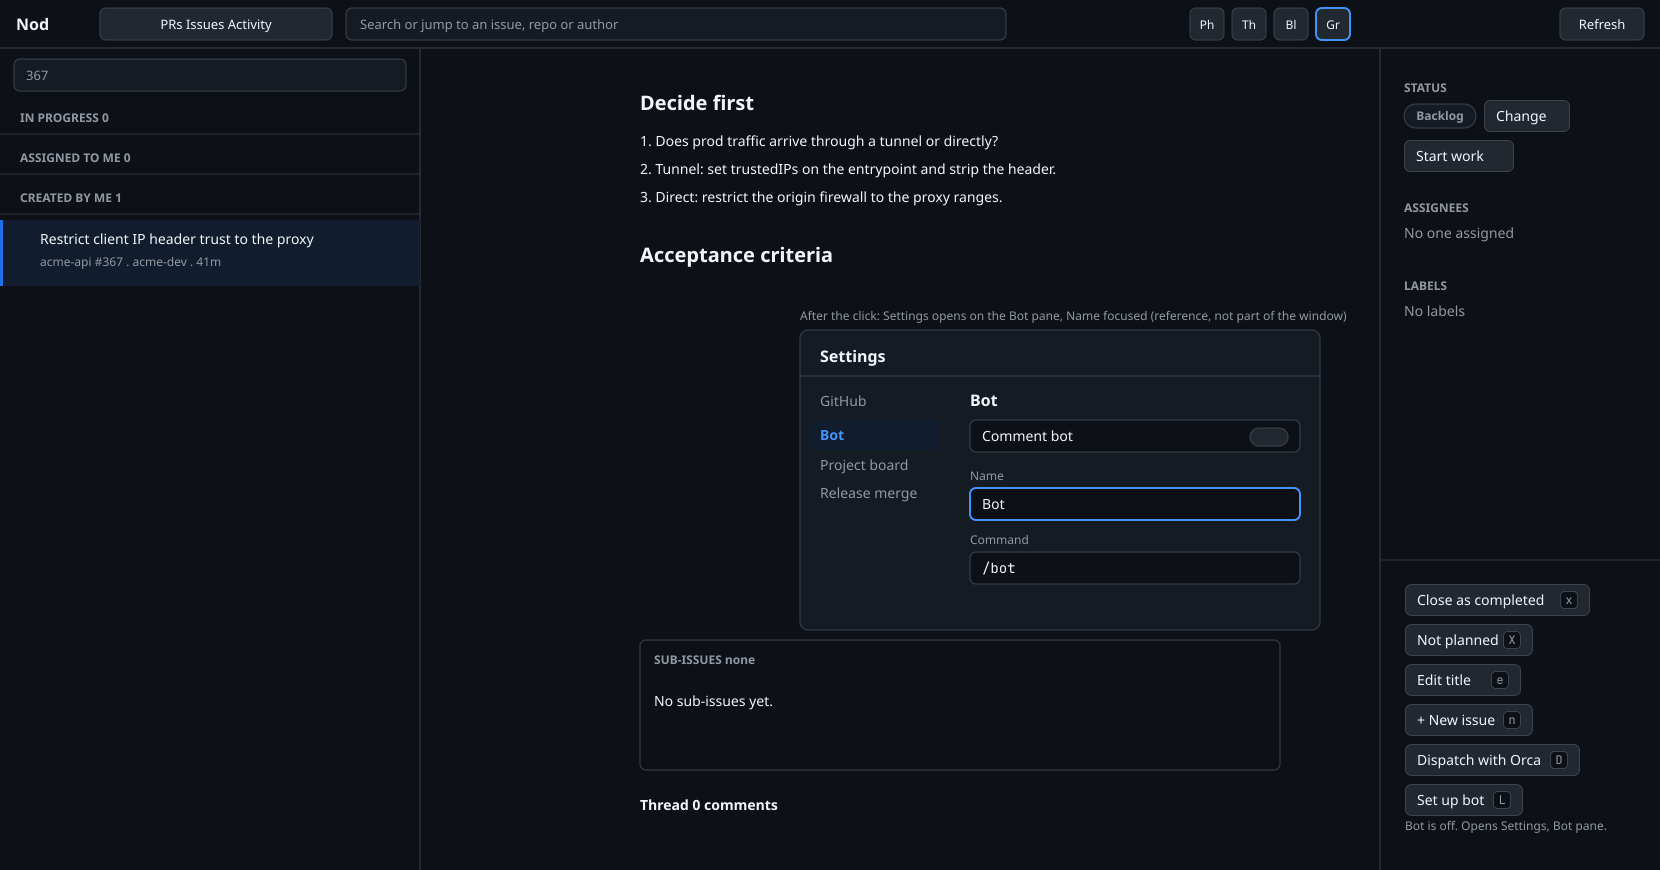 Nod
PRs Issues Activity
Search or jump to an issue, repo or author
Ph
Th
Bl
Gr
Refresh
367
IN PROGRESS 0
ASSIGNED TO ME 0
CREATED BY ME 1
Restrict client IP header trust to the proxy
acme-api #367 . acme-dev . 41m
Decide first
1. Does prod traffic arrive through a tunnel or directly?
2. Tunnel: set trustedIPs on the entrypoint and strip the header.
3. Direct: restrict the origin firewall to the proxy ranges.
Acceptance criteria
After the click: Settings opens on the Bot pane, Name focused (reference, not part of the window)
Settings
GitHub
Bot
Project board
Release merge
Bot
Comment bot
Name
Bot
Command
/bot
SUB-ISSUES none
No sub-issues yet.
Thread 0 comments
STATUS
Backlog
Change
Start work
ASSIGNEES
No one assigned
LABELS
No labels
Close as completed x
Not planned X
Edit title e
+ New issue n
Dispatch with Orca D
Set up bot L
Bot is off. Opens Settings, Bot pane.